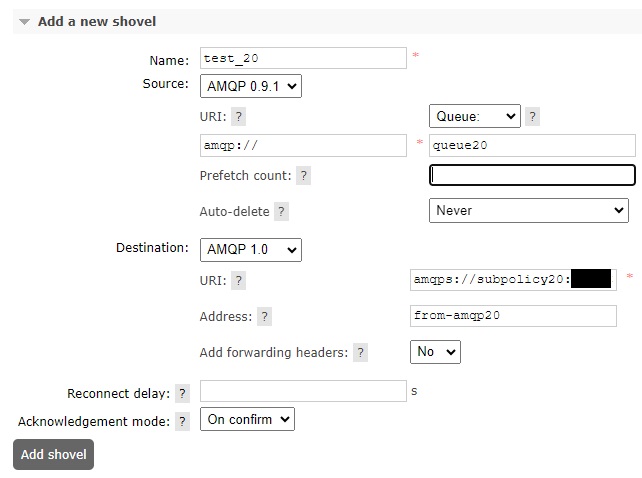 Add a new shovel
Name: test_20 *
Source: AMQP 0.9.1
URI: ? Queue: ?
amqp:// * queue20
Prefetch count: ?
Auto-delete ? Never
Destination: AMQP 1.0
URI: ? amqps://subpolicy20: *
Address: ? from-amqp20
Add forwarding headers: ? No
Reconnect delay: ? s
Acknowledgement mode: ? On confirm
Add shovel